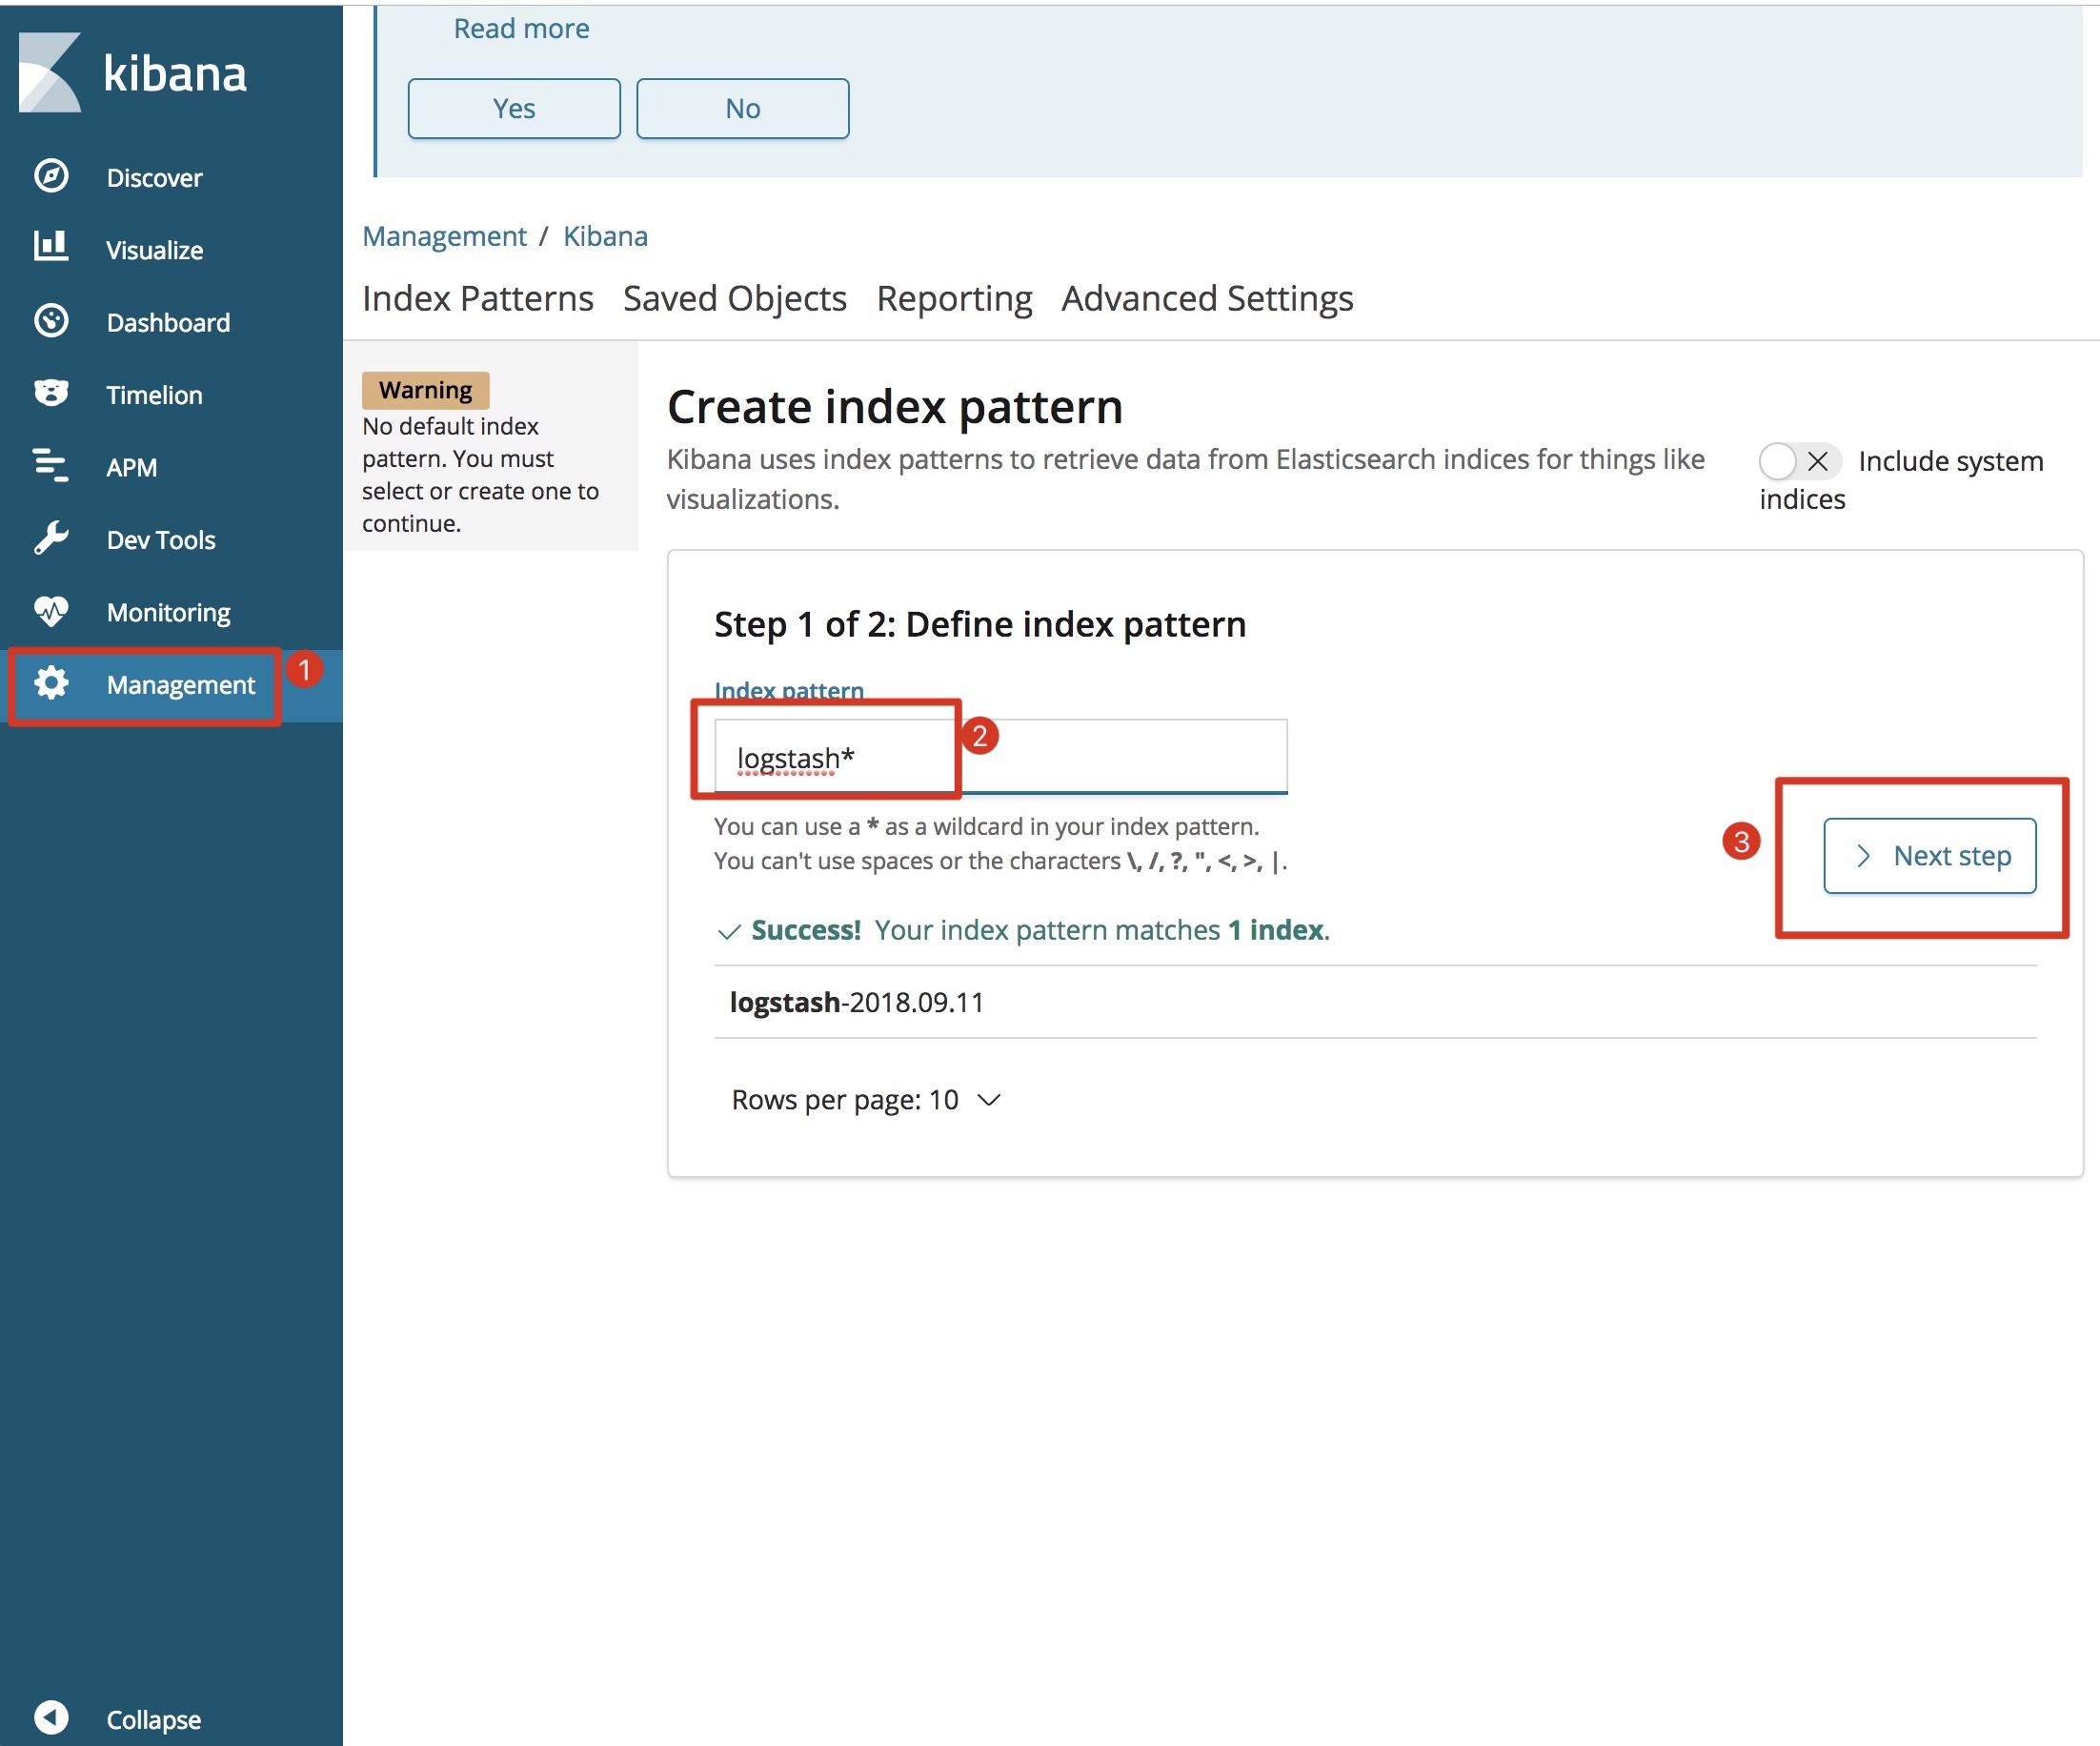 kibana
Discover
Visualize
Dashboard
Timelion
APM
Dev Tools
Monitoring
Management
1
Collapse
Read more
Yes
No
Management / Kibana
Index Patterns Saved Objects Reporting Advanced Settings
Warning
No default index
pattern. You must
select or create one to
continue.
Create index pattern
Kibana uses index patterns to retrieve data from Elasticsearch indices for things like
visualizations.
Include system
indices
Step 1 of 2: Define index pattern
Index pattern
logstash*
2
You can use a * as a wildcard in your index pattern.
You can't use spaces or the characters \, /, ?, ", <, >, |.
3
Next step
Success! Your index pattern matches 1 index.
logstash-2018.09.11
Rows per page: 10